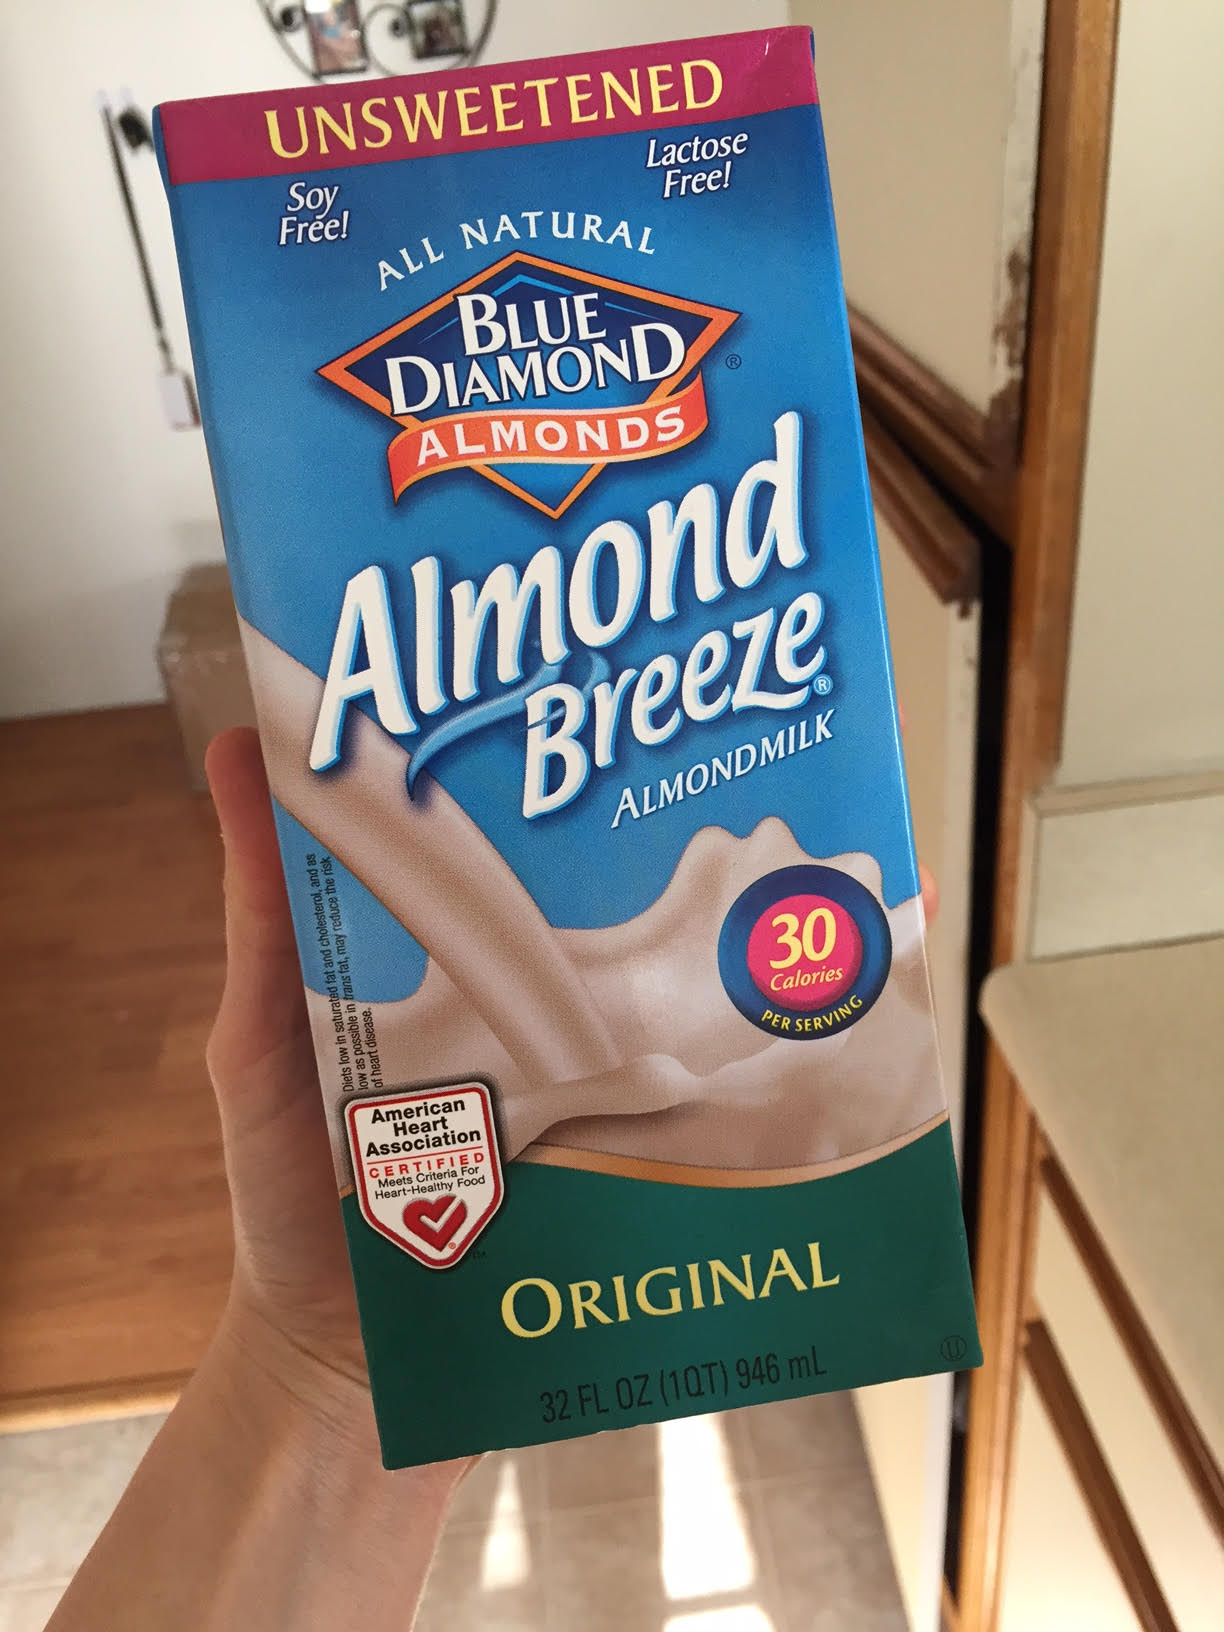 UNSWEETENED
Soy
Free!
Lactose
Free!
ALL NATURAL
BLUE
DIAMOND
®
ALMONDS
Almond
Breeze®
ALMONDMILK
30
Calories
PER SERVING
Diets low in saturated fat and cholesterol, and as
low as possible in trans fat, may reduce the risk
of heart disease.
American
Heart
Association
CERTIFIED
Meets Criteria For
Heart-Healthy Food
®
TM
ORIGINAL
32 FL OZ (1QT) 946 mL
U